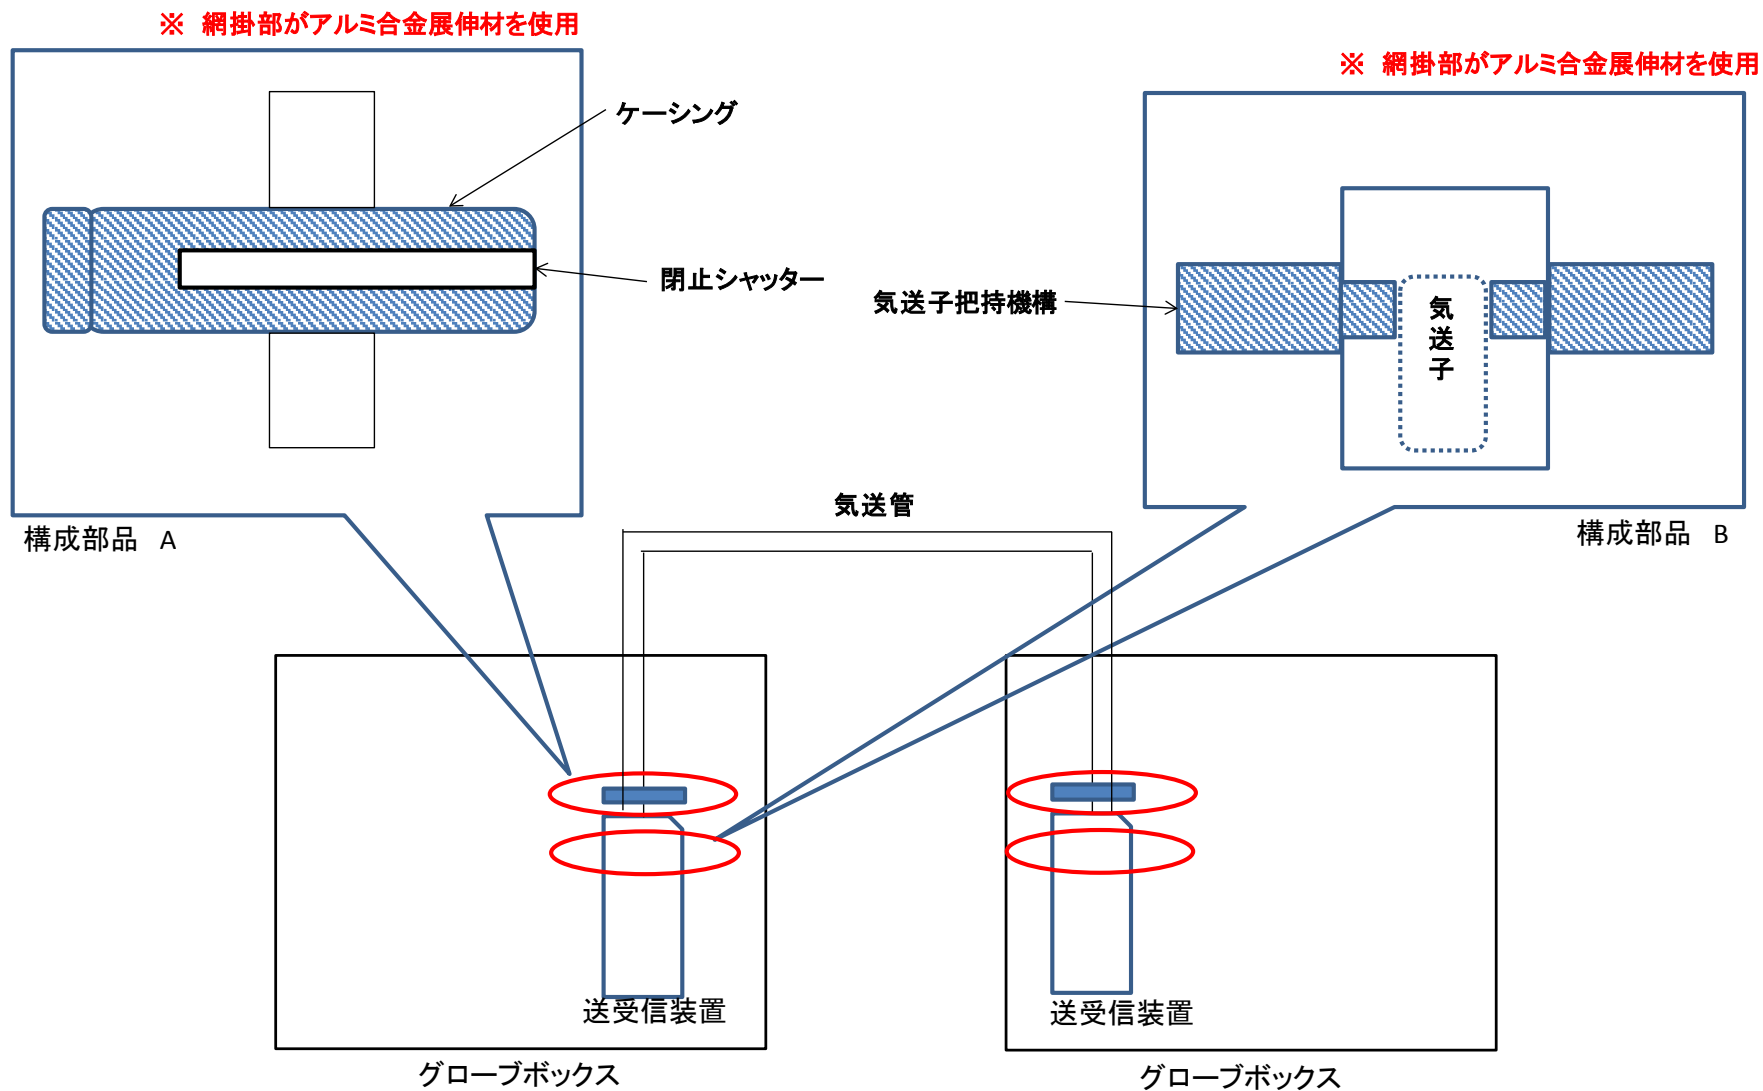 ※　網掛部がアルミ合金展伸材を使用
※　網掛部がアルミ合金展伸材を使用
ケーシング
閉止シャッター
気送子把持機構
気送子
気送管
構成部品　A
構成部品　B
送受信装置
送受信装置
グローブボックス
グローブボックス